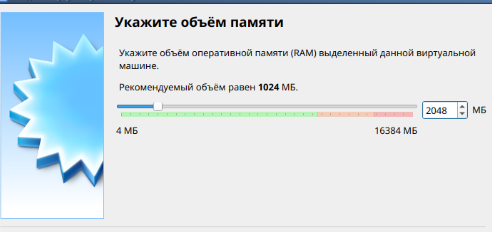 Укажите объём памяти
Укажите объём оперативной памяти (RAM) выделенный данной виртуальной
машине.
Рекомендуемый объём равен 1024 МБ.
2048 МБ
4 МБ 16384 МБ